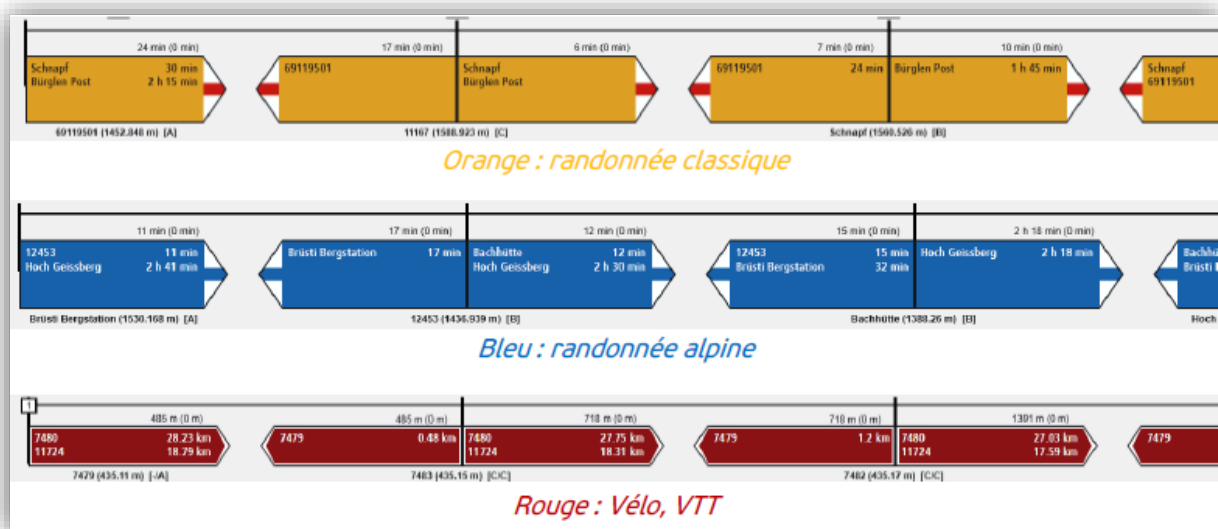 24 min (0 min) 17 min (0 min) 6 min (0 min) 7 min (0 min) 10 min (0 min)
Schnapf 30 min 69119501 Schnapf 69119501 24 min Bürglen Post 1 h 45 min Schnapf
Bürglen Post 2 h 15 min Bürglen Post 69119501
69119501 (1452.848 m) [A] 11167 (1588.923 m) [C] Schnapf (1560.526 m) [B]
Orange : randonnée classique
11 min (0 min) 17 min (0 min) 12 min (0 min) 15 min (0 min) 2 h 18 min (0 min)
12453 11 min Brüsti Bergstation 17 min Bachhütte 12 min 12453 15 min Hoch Geissberg 2 h 18 min
Hoch Geissberg 2 h 41 min Hoch Geissberg 2 h 30 min Brüsti Bergstation 32 min
Brüsti Bergstation (1530.168 m) [A] 12453 (1436.939 m) [B] Bachhütte (1388.26 m) [B] Hoch
Bleu : randonnée alpine
1
485 m (0 m) 485 m (0 m) 718 m (0 m) 718 m (0 m) 1391 m (0 m)
7480 28.23 km 7479 0.48 km 7480 27.75 km 7479 1.2 km 7480 27.03 km 7479
11724 18.79 km 11724 18.31 km 11724 17.59 km
7479 (435.11 m) [-/A] 7483 (435.15 m) [C/C] 7482 (435.17 m) [C/C]
Rouge : Vélo, VTT